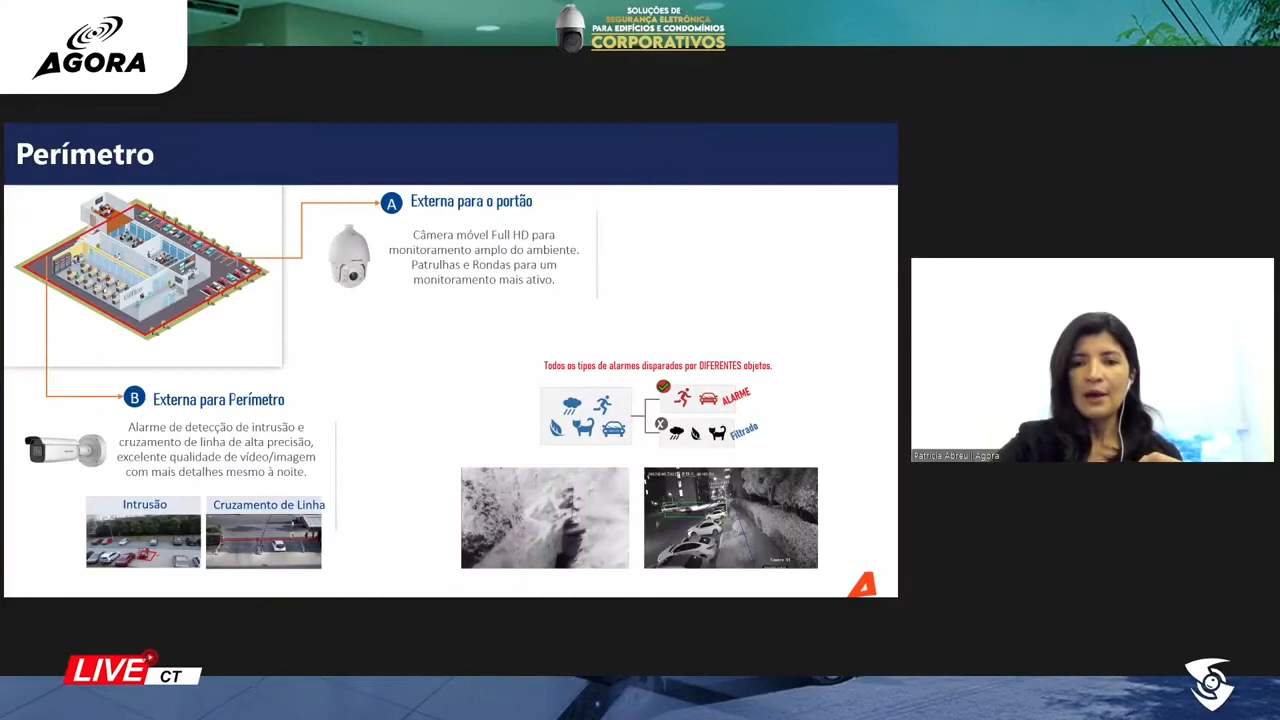 AGORA
SOLUÇÕES DE
SEGURANÇA ELETRÔNICA
PARA EDIFÍCIOS E CONDOMÍNIOS
CORPORATIVOS
Perímetro
A
Externa para o portão
Câmera móvel Full HD para
monitoramento amplo do ambiente.
Patrulhas e Rondas para um
monitoramento mais ativo.
B
Externa para Perímetro
Alarme de detecção de intrusão e
cruzamento de linha de alta precisão,
excelente qualidade de vídeo/imagem
com mais detalhes mesmo à noite.
Intrusão
Cruzamento de Linha
Todos os tipos de alarmes disparados por DIFERENTES objetos.
ALARME
Filtrado
Patricia Abreu | Agora
LIVE
CT